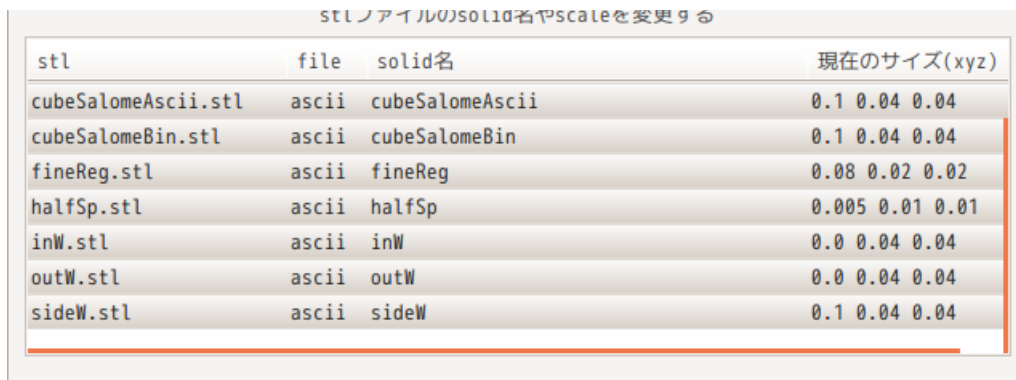 stlファイルのsolid名やscaleを変更する
stl file solid名 現在のサイズ(xyz)
cubeSalomeAscii.stl ascii cubeSalomeAscii 0.1 0.04 0.04
cubeSalomeBin.stl ascii cubeSalomeBin 0.1 0.04 0.04
fineReg.stl ascii fineReg 0.08 0.02 0.02
halfSp.stl ascii halfSp 0.005 0.01 0.01
inW.stl ascii inW 0.0 0.04 0.04
outW.stl ascii outW 0.0 0.04 0.04
sideW.stl ascii sideW 0.1 0.04 0.04